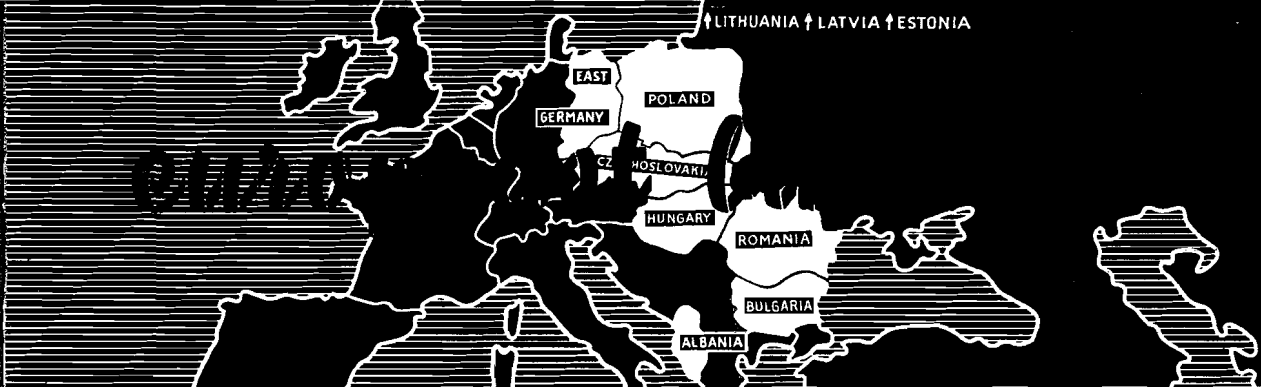 LITHUANIA LATVIA ESTONIA
EAST
GERMANY
POLAND
HUNGARY
ROMANIA
BULGARIA
ALBANIA